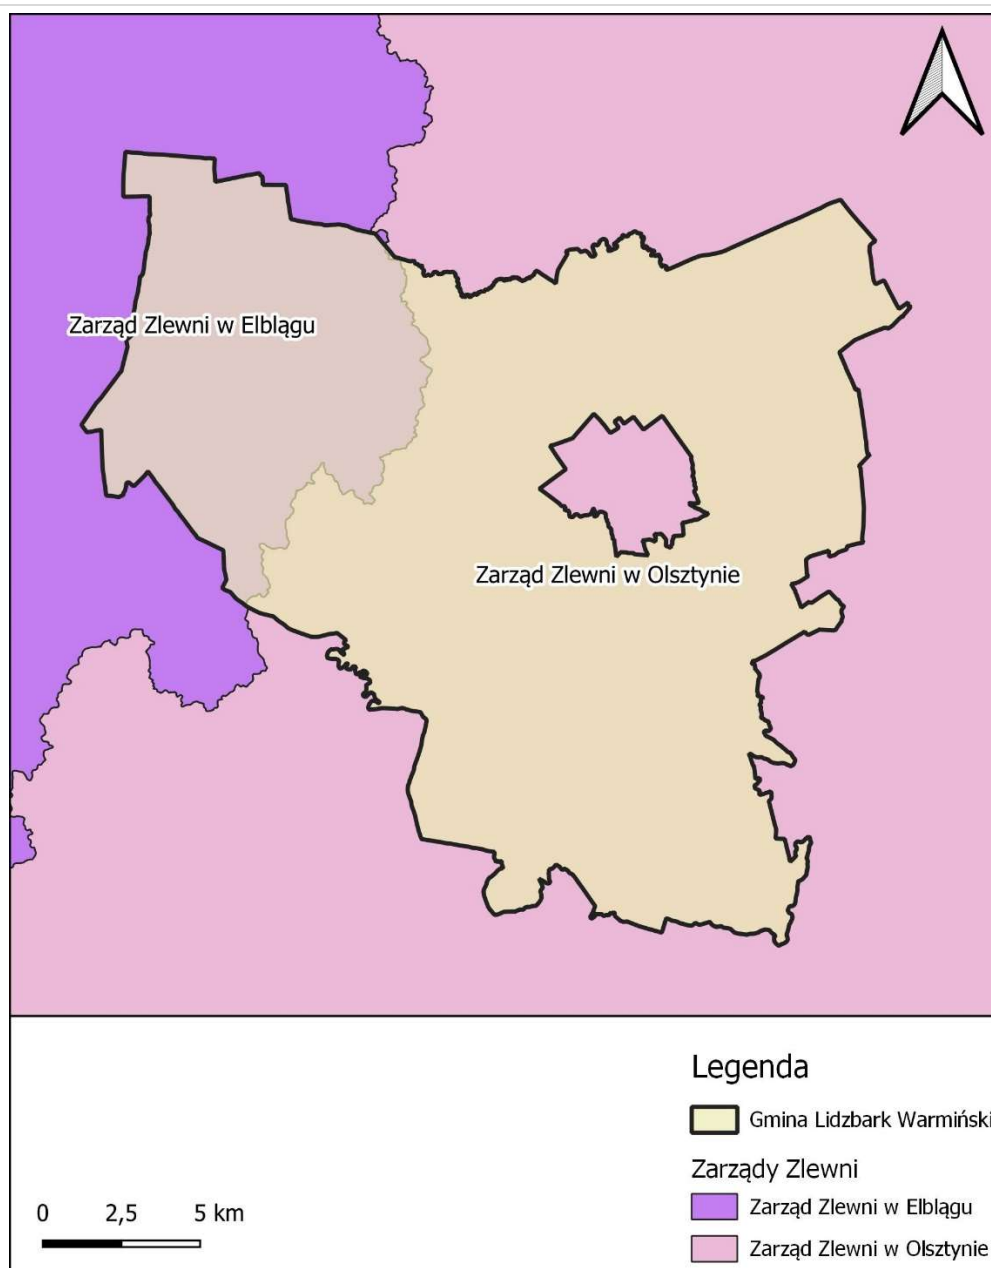 Zarząd Zlewni w Elblągu
Zarząd Zlewni w Olsztynie
Legenda
Gmina Lidzbark Warmiński
Zarządy Zlewni
Zarząd Zlewni w Elblągu
Zarząd Zlewni w Olsztynie
0 2,5 5 km